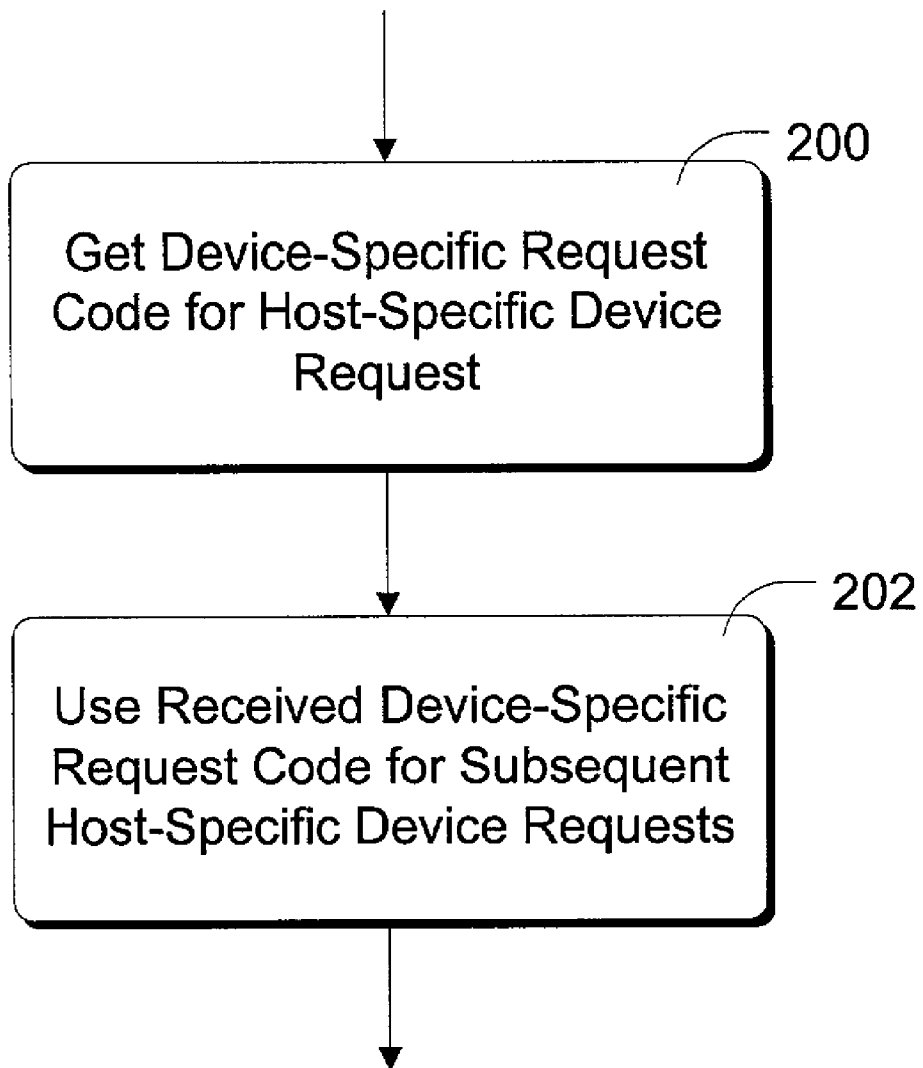 200
Get Device-Specific Request
Code for Host-Specific Device
Request
202
Use Received Device-Specific
Request Code for Subsequent
Host-Specific Device Requests